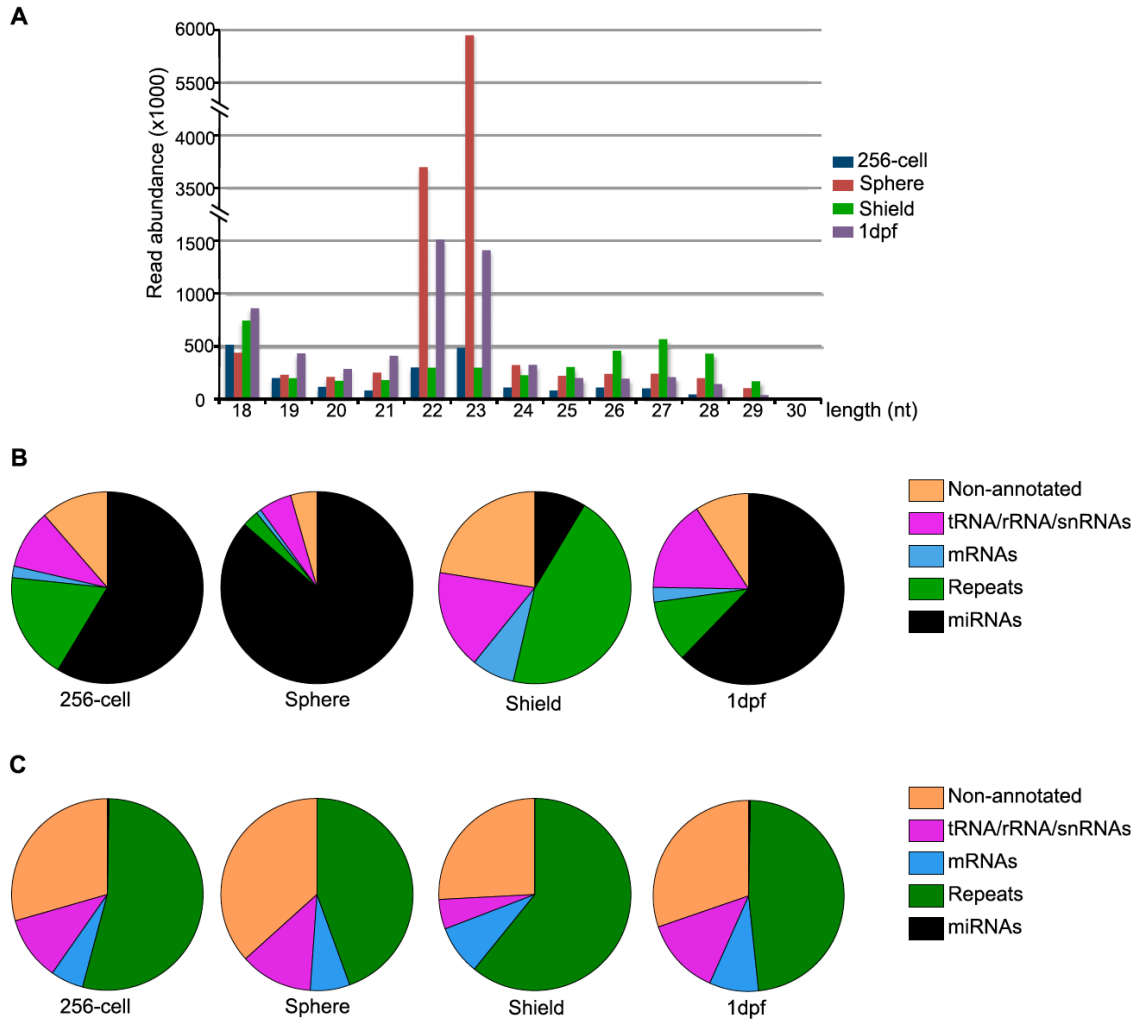 A
Read abundance (x1000)
6000
5500
4000
3500
1500
1000
500
0
18 19 20 21 22 23 24 25 26 27 28 29 30 length (nt)
256-cell
Sphere
Shield
1dpf
B
256-cell
Sphere
Shield
1dpf
Non-annotated
tRNA/rRNA/snRNAs
mRNAs
Repeats
miRNAs
C
256-cell
Sphere
Shield
1dpf
Non-annotated
tRNA/rRNA/snRNAs
mRNAs
Repeats
miRNAs